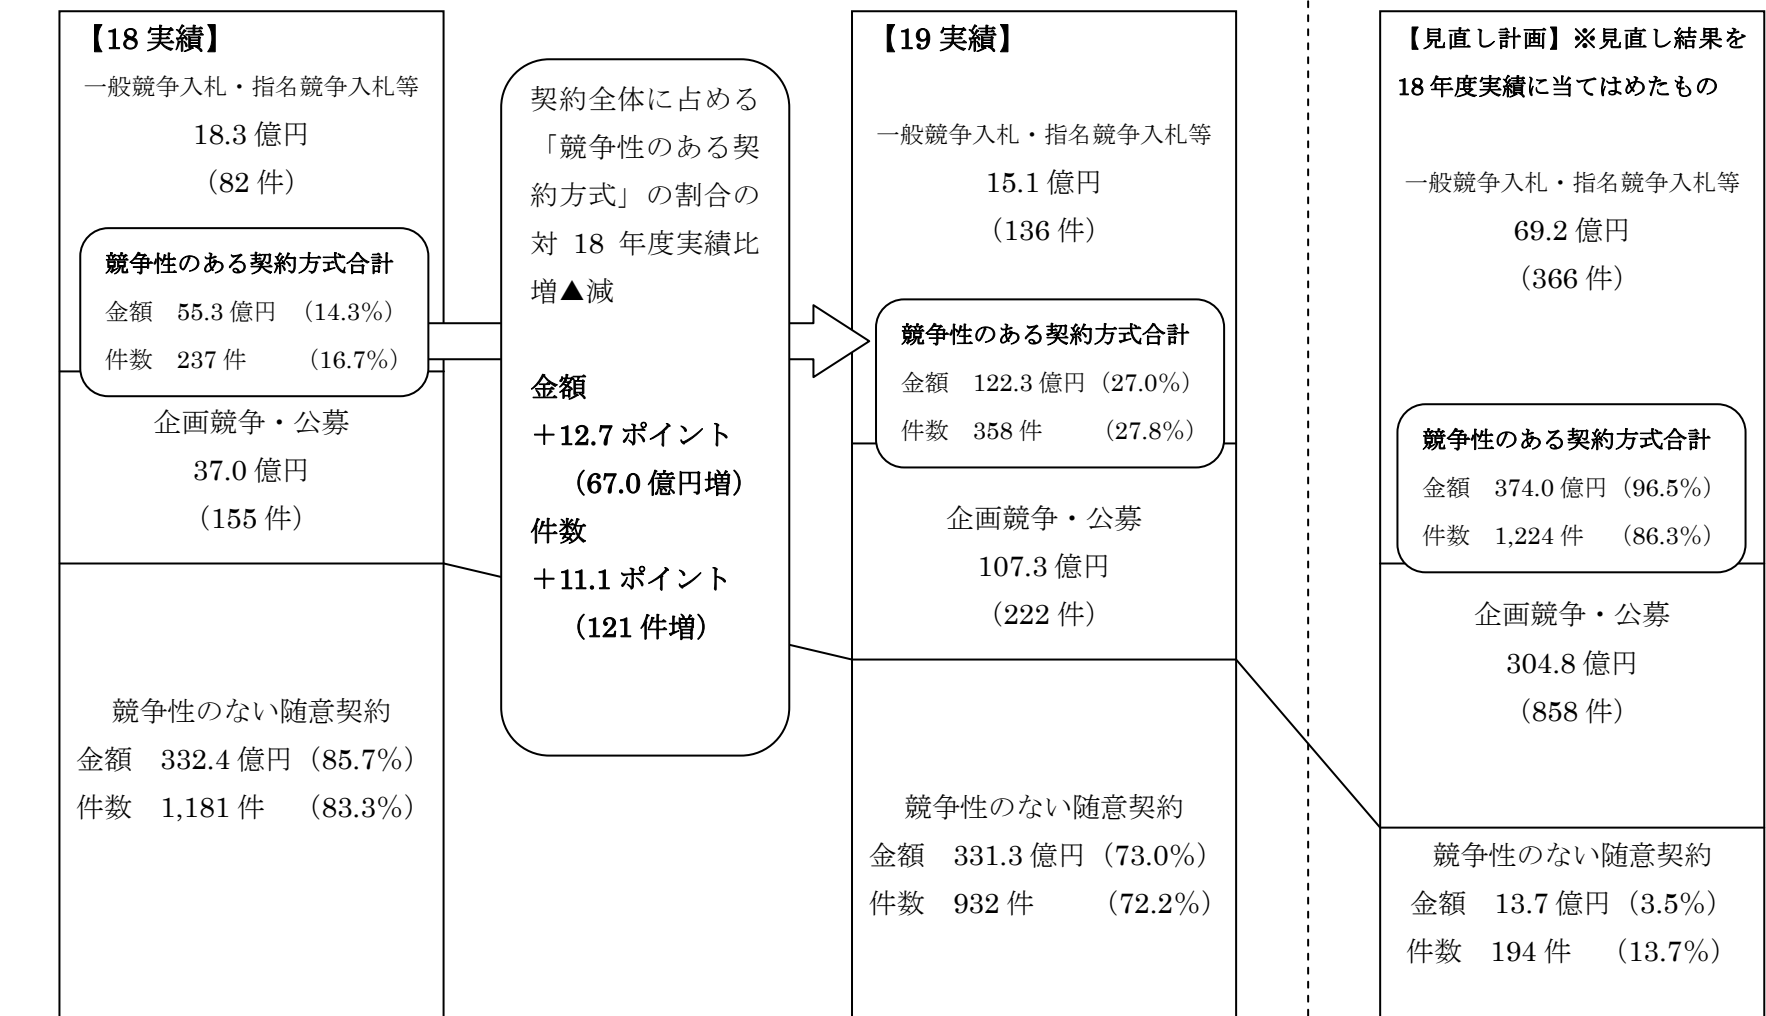 【18 実績】
一般競争入札・指名競争入札等
18.3 億円
（82 件）
競争性のある契約方式合計
金額 55.3 億円 （14.3%）
件数 237 件 （16.7%）
企画競争・公募
37.0 億円
（155 件）
競争性のない随意契約
金額 332.4 億円（85.7%）
件数 1,181 件 （83.3%）
契約全体に占める
「競争性のある契
約方式」の割合の
対 18 年度実績比
増▲減
金額
＋12.7 ポイント
（67.0 億円増）
件数
＋11.1 ポイント
（121 件増）
【19 実績】
一般競争入札・指名競争入札等
15.1 億円
（136 件）
競争性のある契約方式合計
金額 122.3 億円（27.0%）
件数 358 件 （27.8%）
企画競争・公募
107.3 億円
（222 件）
競争性のない随意契約
金額 331.3 億円（73.0%）
件数 932 件 （72.2%）
【見直し計画】※見直し結果を
18 年度実績に当てはめたもの
一般競争入札・指名競争入札等
69.2 億円
（366 件）
競争性のある契約方式合計
金額 374.0 億円（96.5%）
件数 1,224 件 （86.3%）
企画競争・公募
304.8 億円
（858 件）
競争性のない随意契約
金額 13.7 億円（3.5%）
件数 194 件 （13.7%）